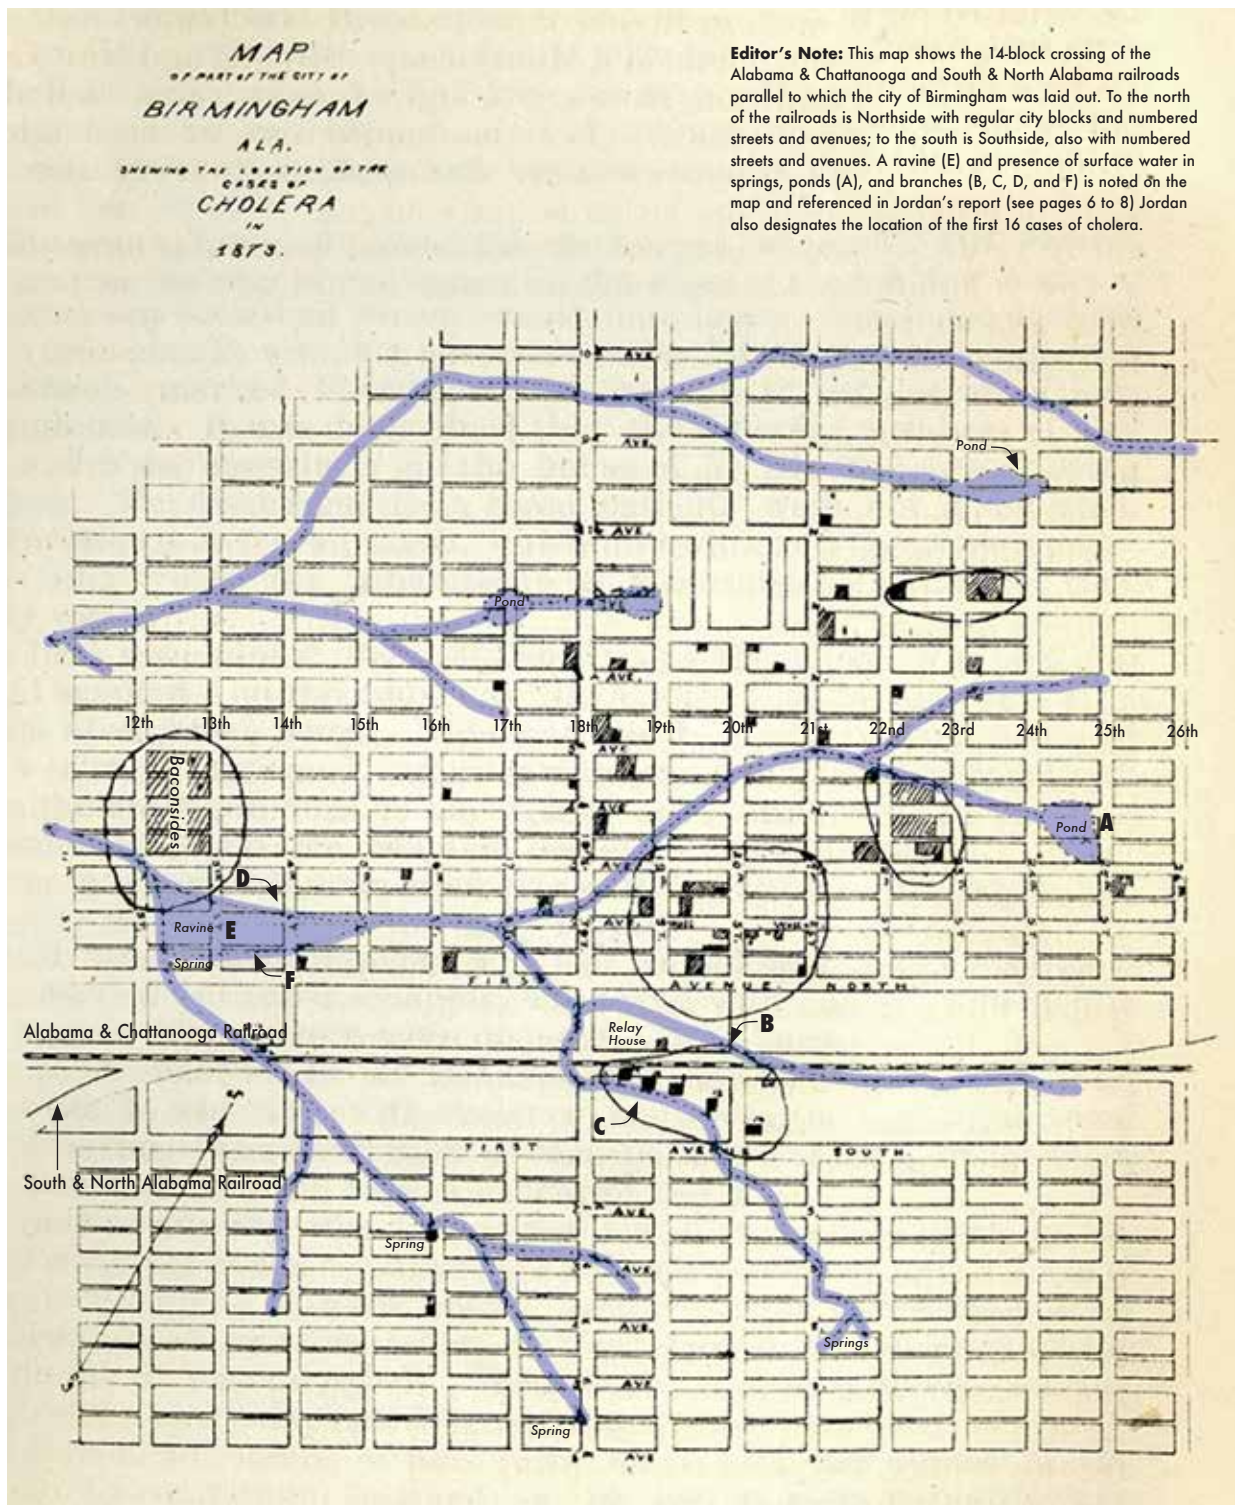 MAP
OF PART OF THE CITY OF
BIRMINGHAM
ALA.
SHEWING THE LOCATION OF THE
CASES OF
CHOLERA
IN
1873.
Editor's Note: This map shows the 14-block crossing of the
Alabama & Chattanooga and South & North Alabama railroads
parallel to which the city of Birmingham was laid out. To the north
of the railroads is Northside with regular city blocks and numbered
streets and avenues; to the south is Southside, also with numbered
streets and avenues. A ravine (E) and presence of surface water in
springs, ponds (A), and branches (B, C, D, and F) is noted on the
map and referenced in Jordan's report (see pages 6 to 8) Jordan
also designates the location of the first 16 cases of cholera.
AVE
AVE.
Pond
AVE.
Pond
AVE
AVE.
12th 13th 14th 15th 16th 17th 18th 19th 20th 21st 22nd 23rd 24th 25th 26th
AVE
Baconsides
AVE
Pond A
AVE
D
AVE.
Ravine E
Spring
F
FIRST AVENUE NORTH.
Relay
House
B
Alabama & Chattanooga Railroad
C
FIRST AVENUE SOUTH.
South & North Alabama Railroad
AVE.
Spring
AVE.
AVE.
Springs
AVE
Spring
AVE